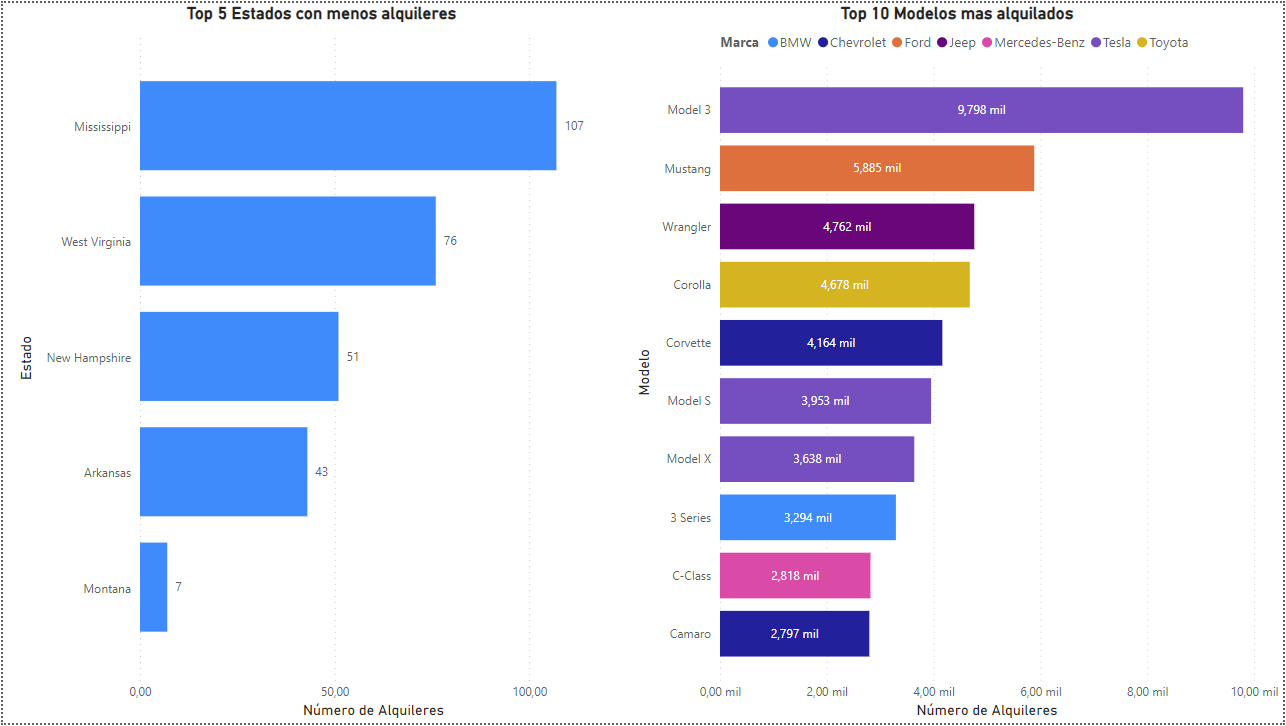 Top 5 Estados con menos alquileres
Estado
Mississippi 107
West Virginia 76
New Hampshire 51
Arkansas 43
Montana 7
0,00 50,00 100,00
Número de Alquileres
Top 10 Modelos mas alquilados
Marca BMW Chevrolet Ford Jeep Mercedes-Benz Tesla Toyota
Modelo
Model 3 9,798 mil
Mustang 5,885 mil
Wrangler 4,762 mil
Corolla 4,678 mil
Corvette 4,164 mil
Model S 3,953 mil
Model X 3,638 mil
3 Series 3,294 mil
C-Class 2,818 mil
Camaro 2,797 mil
0,00 mil 2,00 mil 4,00 mil 6,00 mil 8,00 mil 10,00 mil
Número de Alquileres